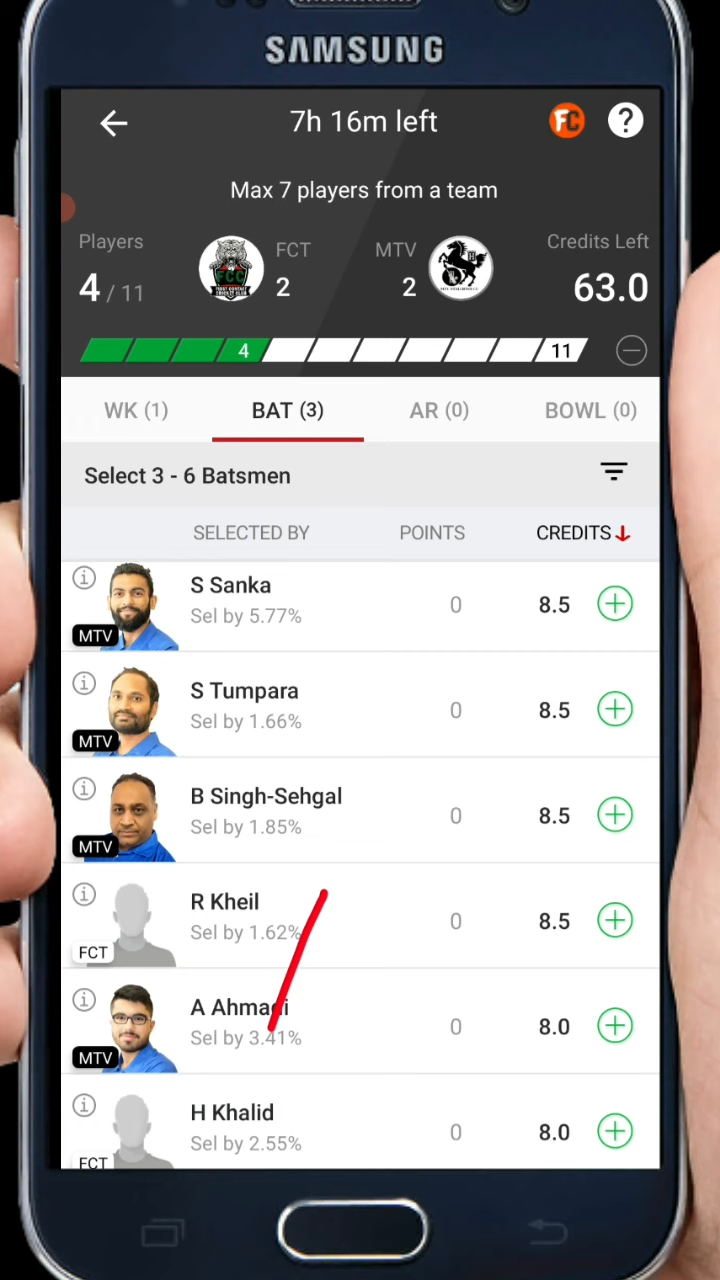 SAMSUNG
7h 16m left
FC
?
Max 7 players from a team
Players
FCT
MTV
Credits Left
4 / 11
2
2
63.0
FCC
4
11
WK (1)
BAT (3)
AR (0)
BOWL (0)
Select 3 - 6 Batsmen
SELECTED BY
POINTS
CREDITS
S Sanka
Sel by 5.77%
0
8.5
MTV
S Tumpara
Sel by 1.66%
0
8.5
MTV
B Singh-Sehgal
Sel by 1.85%
0
8.5
MTV
R Kheil
Sel by 1.62%
0
8.5
FCT
A Ahmadi
Sel by 3.41%
0
8.0
MTV
H Khalid
Sel by 2.55%
0
8.0
FCT